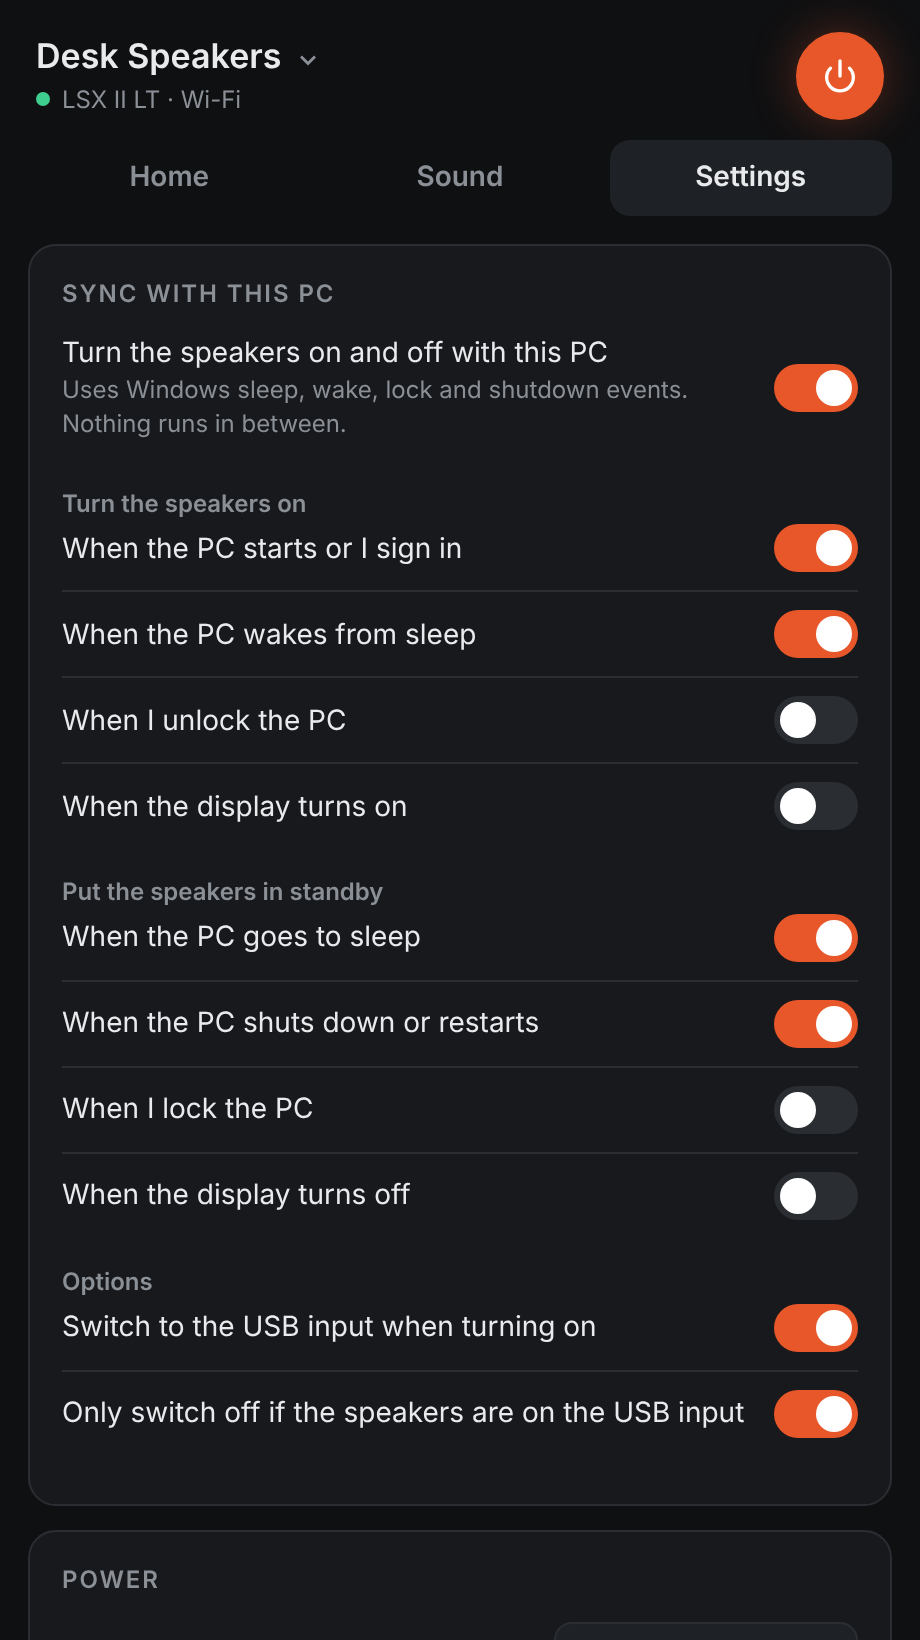 Desk Speakers
LSX II LT · Wi-Fi
Home
Sound
Settings
SYNC WITH THIS PC
Turn the speakers on and off with this PC
Uses Windows sleep, wake, lock and shutdown events.
Nothing runs in between.
Turn the speakers on
When the PC starts or I sign in
When the PC wakes from sleep
When I unlock the PC
When the display turns on
Put the speakers in standby
When the PC goes to sleep
When the PC shuts down or restarts
When I lock the PC
When the display turns off
Options
Switch to the USB input when turning on
Only switch off if the speakers are on the USB input
POWER